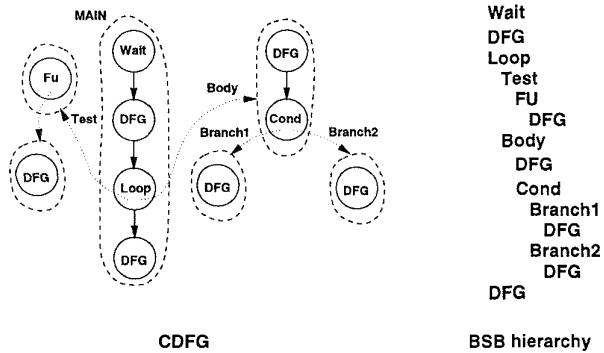 MAIN
Wait
DFG
Loop
DFG
Fu
Test
DFG
Body
DFG
Cond
Branch1
Branch2
DFG
DFG
CDFG
Wait
DFG
Loop
Test
FU
DFG
Body
DFG
Cond
Branch1
DFG
Branch2
DFG
DFG
BSB hierarchy